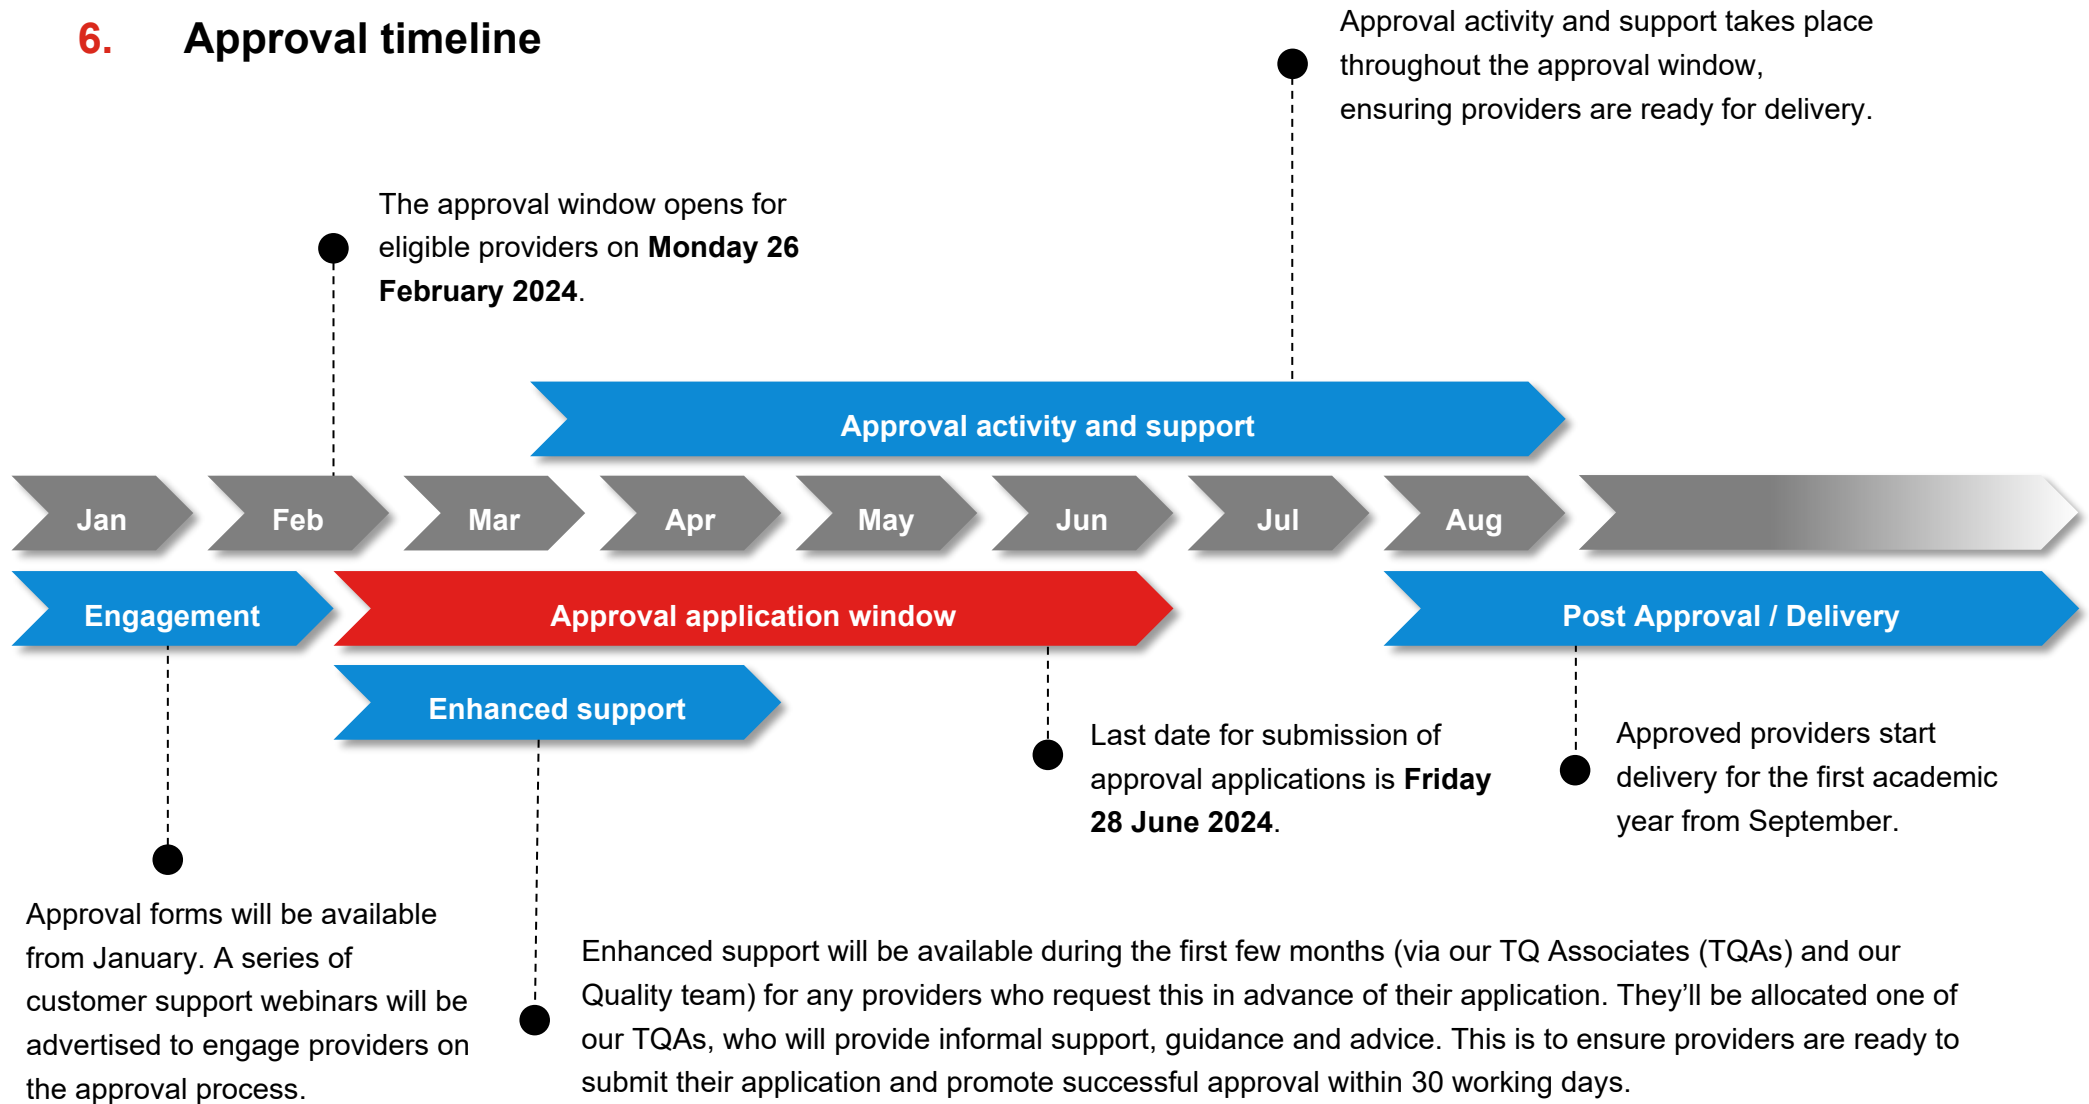 6. Approval timeline
Approval activity and support takes place
throughout the approval window,
ensuring providers are ready for delivery.
The approval window opens for
eligible providers on Monday 26
February 2024.
Approval activity and support
Jan Feb Mar Apr May Jun Jul Aug
Engagement Approval application window Post Approval / Delivery
Enhanced support
Last date for submission of
approval applications is Friday
28 June 2024.
Approved providers start
delivery for the first academic
year from September.
Approval forms will be available
from January. A series of
customer support webinars will be
advertised to engage providers on
the approval process.
Enhanced support will be available during the first few months (via our TQ Associates (TQAs) and our
Quality team) for any providers who request this in advance of their application. They’ll be allocated one of
our TQAs, who will provide informal support, guidance and advice. This is to ensure providers are ready to
submit their application and promote successful approval within 30 working days.